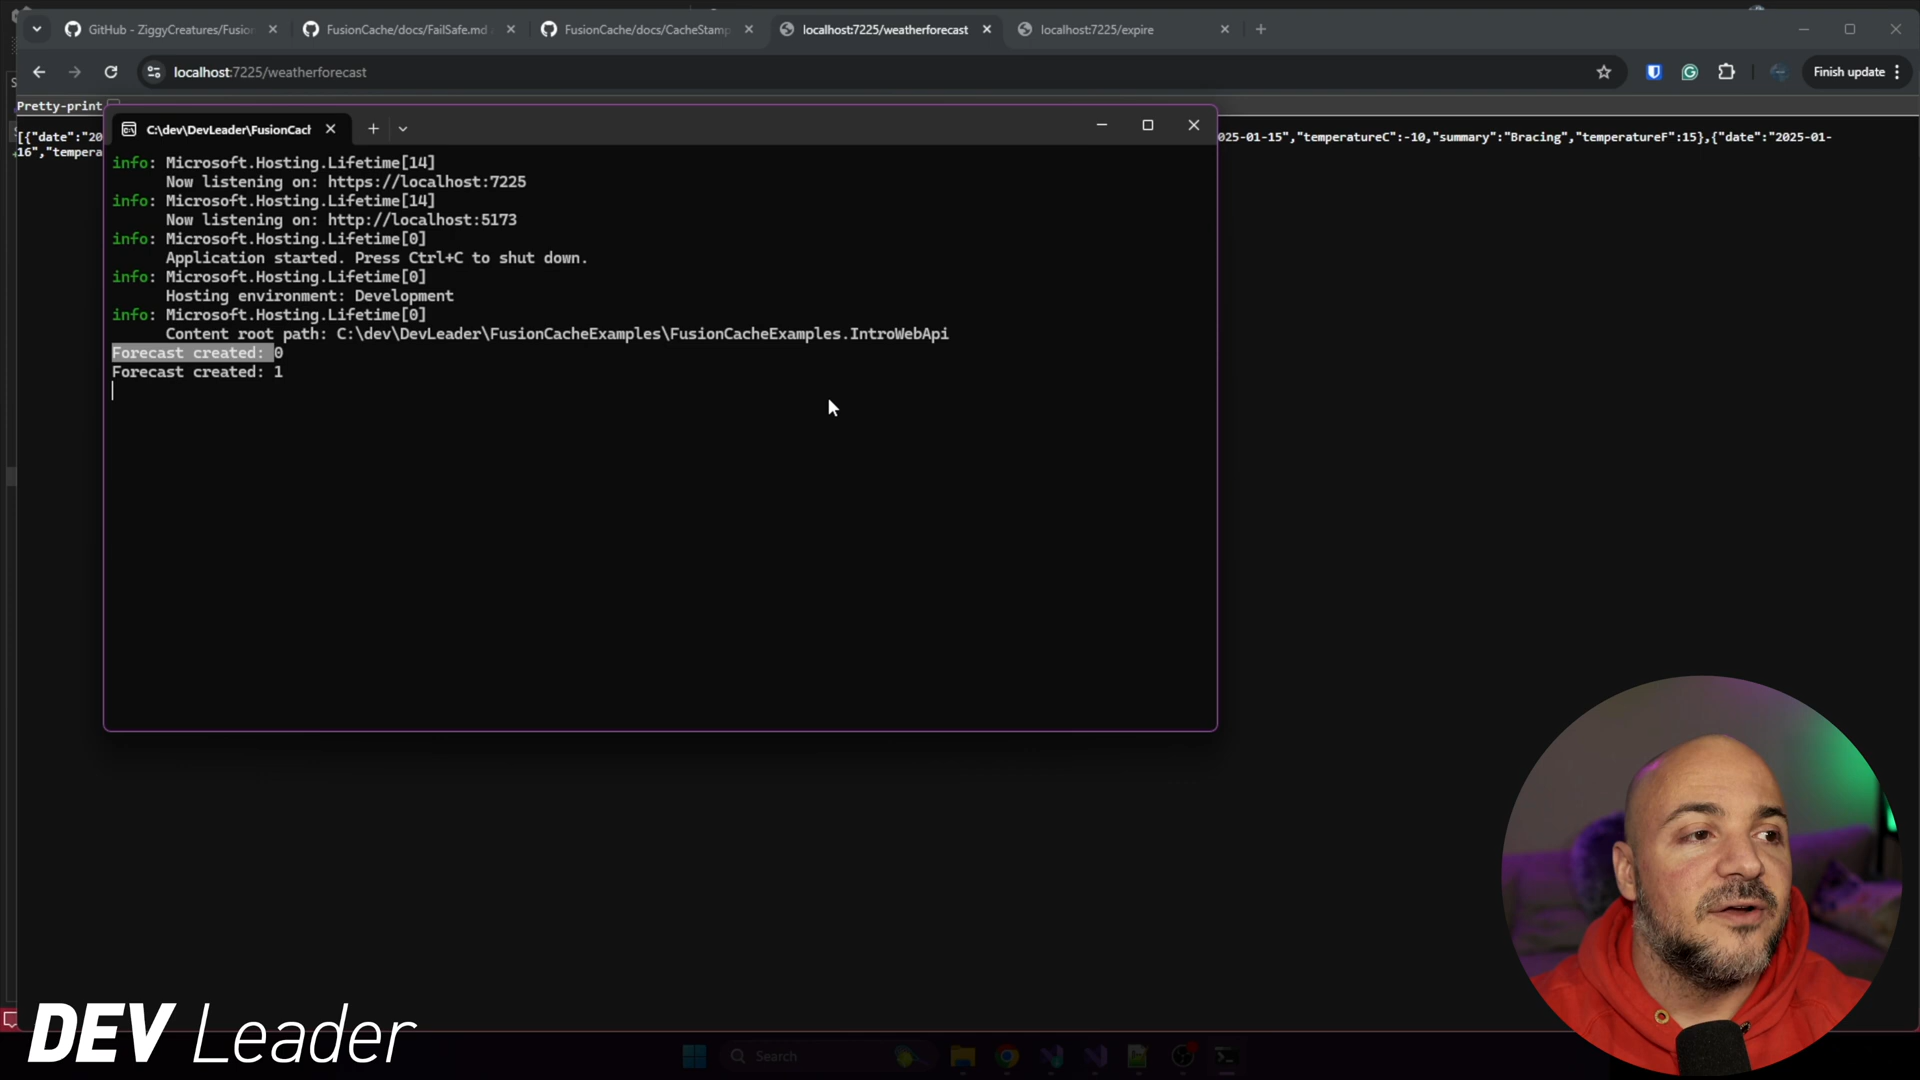 GitHub - ZiggyCreatures/Fusion
FusionCache/docs/FailSafe.md
FusionCache/docs/CacheStamp
localhost:7225/weatherforecast
localhost:7225/expire
localhost:7225/weatherforecast
Finish update
Pretty-print
[{"date":"20
025-01-15","temperatureC":-10,"summary":"Bracing","temperatureF":15},{"date":"2025-01-
16","tempera
C:\dev\DevLeader\FusionCach
info: Microsoft.Hosting.Lifetime[14]
Now listening on: https://localhost:7225
info: Microsoft.Hosting.Lifetime[14]
Now listening on: http://localhost:5173
info: Microsoft.Hosting.Lifetime[0]
Application started. Press Ctrl+C to shut down.
info: Microsoft.Hosting.Lifetime[0]
Hosting environment: Development
info: Microsoft.Hosting.Lifetime[0]
Content root path: C:\dev\DevLeader\FusionCacheExamples\FusionCacheExamples.IntroWebApi
Forecast created: 0
Forecast created: 1
DEV Leader
Search